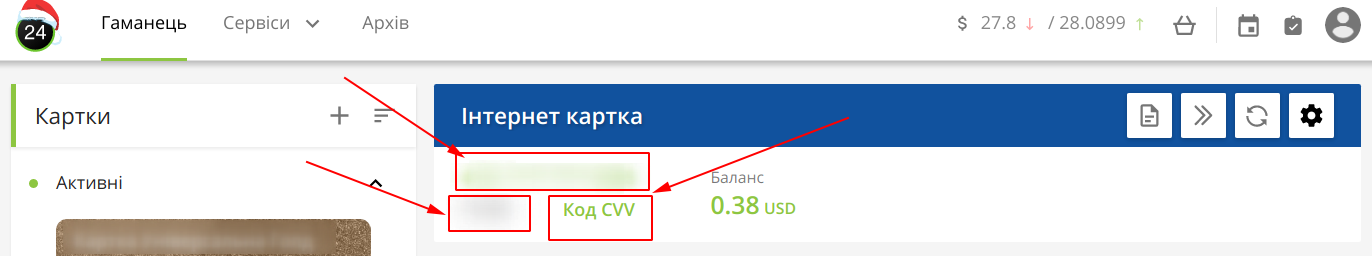 24 Гаманець Сервіси Архів $ 27.8 ↓ / 28.0899 ↑
Картки
Інтернет картка
Активні
Баланс
Код CVV
0.38 USD